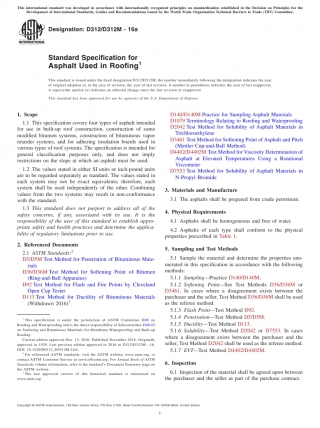 This international standard was developed in accordance with internationally recognized principles on standardization established in the Decision on Principles for the
Development of International Standards, Guides and Recommendations issued by the World Trade Organization Technical Barriers to Trade (TBT) Committee.
Designation: D312/D312M – 16a
INTERNATIONAL
Standard Specification for
Asphalt Used in Roofing1
This standard is issued under the fixed designation D312/D312M; the number immediately following the designation indicates the year
of original adoption or, in the case of revision, the year of last revision. A number in parentheses indicates the year of last reapproval.
A superscript epsilon (ε) indicates an editorial change since the last revision or reapproval.
This standard has been approved for use by agencies of the U.S. Department of Defense.
1. Scope
1.1 This specification covers four types of asphalt intended
for use in built-up roof construction, construction of some
modified bitumen systems, construction of bituminous vapor
retarder systems, and for adhering insulation boards used in
various types of roof systems. The specification is intended for
general classification purposes only, and does not imply
restrictions on the slope at which an asphalt must be used.
1.2 The values stated in either SI units or inch-pound units
are to be regarded separately as standard. The values stated in
each system may not be exact equivalents; therefore, each
system shall be used independently of the other. Combining
values from the two systems may result in non-conformance
with the standard.
1.3 This standard does not purport to address all of the
safety concerns, if any, associated with its use. It is the
responsibility of the user of this standard to establish appro-
priate safety and health practices and determine the applica-
bility of regulatory limitations prior to use.
2. Referenced Documents
2.1 ASTM Standards:2
D5/D5M Test Method for Penetration of Bituminous Mate-
rials
D36/D36M Test Method for Softening Point of Bitumen
(Ring-and-Ball Apparatus)
D92 Test Method for Flash and Fire Points by Cleveland
Open Cup Tester
D113 Test Method for Ductility of Bituminous Materials
(Withdrawn 2016)3
1 This specification is under the jurisdiction of ASTM Committee D08 on
Roofing and Waterproofing and is the direct responsibility of Subcommittee D08.03
on Surfacing and Bituminous Materials for Membrane Waterproofing and Built-up
Roofing.
Current edition approved Dec. 15, 2016. Published December 2016. Originally
approved in 1929. Last previous edition approved in 2016 as D312/D312M – 16.
DOI: 10.1520/D0312_D0312M-16A.
2 For referenced ASTM standards, visit the ASTM website, www.astm.org, or
contact ASTM Customer Service at service@astm.org. For Annual Book of ASTM
Standards volume information, refer to the standard's Document Summary page on
the ASTM website.
3 The last approved version of this historical standard is referenced on
www.astm.org.
D140/D140M Practice for Sampling Asphalt Materials
D1079 Terminology Relating to Roofing and Waterproofing
D2042 Test Method for Solubility of Asphalt Materials in
Trichloroethylene
D3461 Test Method for Softening Point of Asphalt and Pitch
(Mettler Cup-and-Ball Method)
D4402/D4402M Test Method for Viscosity Determination of
Asphalt at Elevated Temperatures Using a Rotational
Viscometer
D7553 Test Method for Solubility of Asphalt Materials in
N-Propyl Bromide
3. Materials and Manufacture
3.1 The asphalts shall be prepared from crude petroleum.
4. Physical Requirements
4.1 Asphalts shall be homogeneous and free of water.
4.2 Asphalts of each type shall conform to the physical
properties described in Table 1.
5. Sampling and Test Methods
5.1 Sample the material and determine the properties enu-
merated in this specification in accordance with the following
methods:
5.1.1 Sampling—Practice D140/D140M.
5.1.2 Softening Point—See Test Methods D36/D36M or
D3461. In cases where a disagreement exists between the
purchaser and the seller, Test Method D36/D36M shall be used
as the referee method.
5.1.3 Flash Point—Test Method D92.
5.1.4 Penetration—Test Method D5/D5M.
5.1.5 Ductility—Test Method D113.
5.1.6 Solubility—Test Method D2042 or D7553. In cases
where a disagreement exists between the purchaser and the
seller, Test Method D2042 shall be used as the referee method.
5.1.7 EVT—Test Method D4402/D4402M.
6. Inspection
6.1 Inspection of the material shall be agreed upon between
the purchaser and the seller as part of the purchase contract.
Copyright © ASTM International, 100 Barr Harbor Drive, PO Box C700, West Conshohocken, PA 19428-2959. United States
1